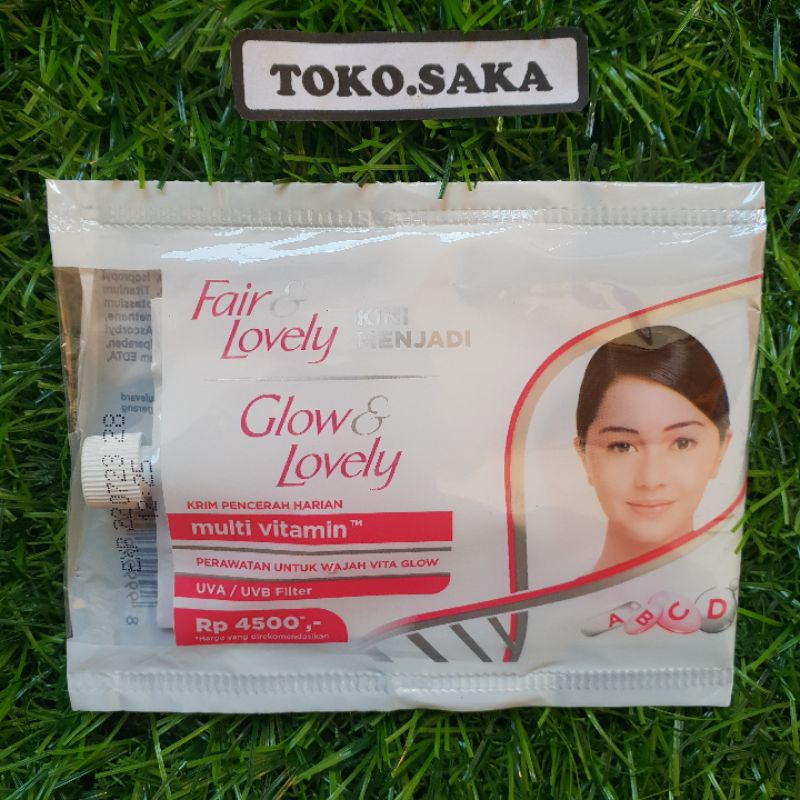 TOKO.SAKA
Fair &
Lovely
KINI
MENJADI
Glow &
Lovely
KRIM PENCERAH HARIAN
multi vitamin™
PERAWATAN UNTUK WAJAH VITA GLOW
UVA / UVB Filter
Rp 4500*,-
*Harga yang direkomendasikan
A B C D